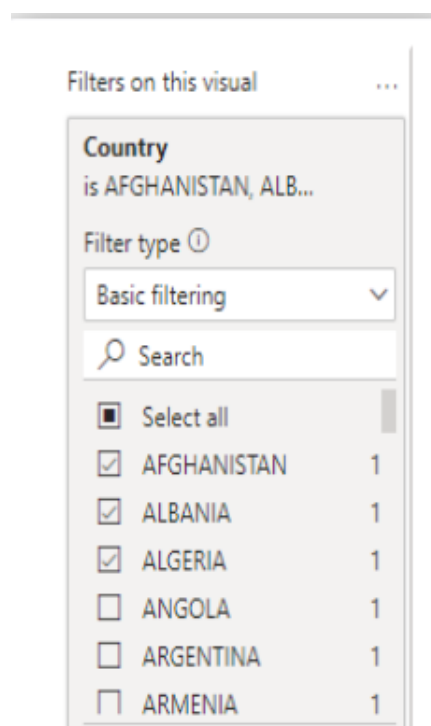 Filters on this visual ...
Country
is AFGHANISTAN, ALB...
Filter type
Basic filtering
Search
Select all
AFGHANISTAN 1
ALBANIA 1
ALGERIA 1
ANGOLA 1
ARGENTINA 1
ARMENIA 1